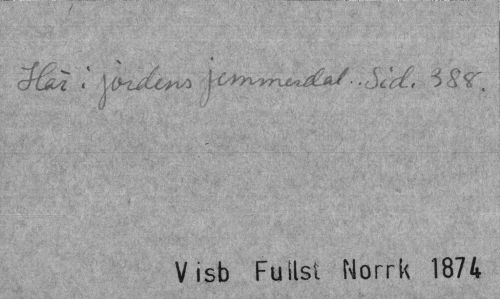 Här i jordens jemmerdal.. Sid. 388.
Visb Fullst Norrk 1874